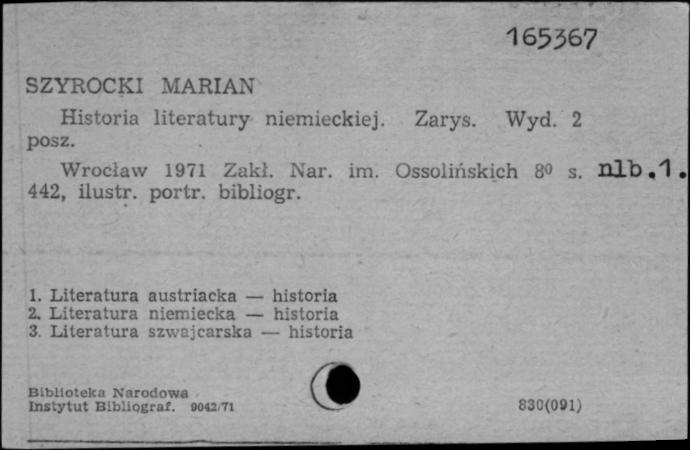 165367
SZYROCKI MARIAN
Historia literatury niemieckiej. Zarys. Wyd. 2
posz.
Wrocław 1971 Zakł. Nar. im. Ossolińskich 8⁰ s. nlb.1.
442, ilustr. portr. bibliogr.
1. Literatura austriacka — historia
2. Literatura niemiecka — historia
3. Literatura szwajcarska — historia
Biblioteka Narodowa
Instytut Bibliograf. 9042/71
830(091)